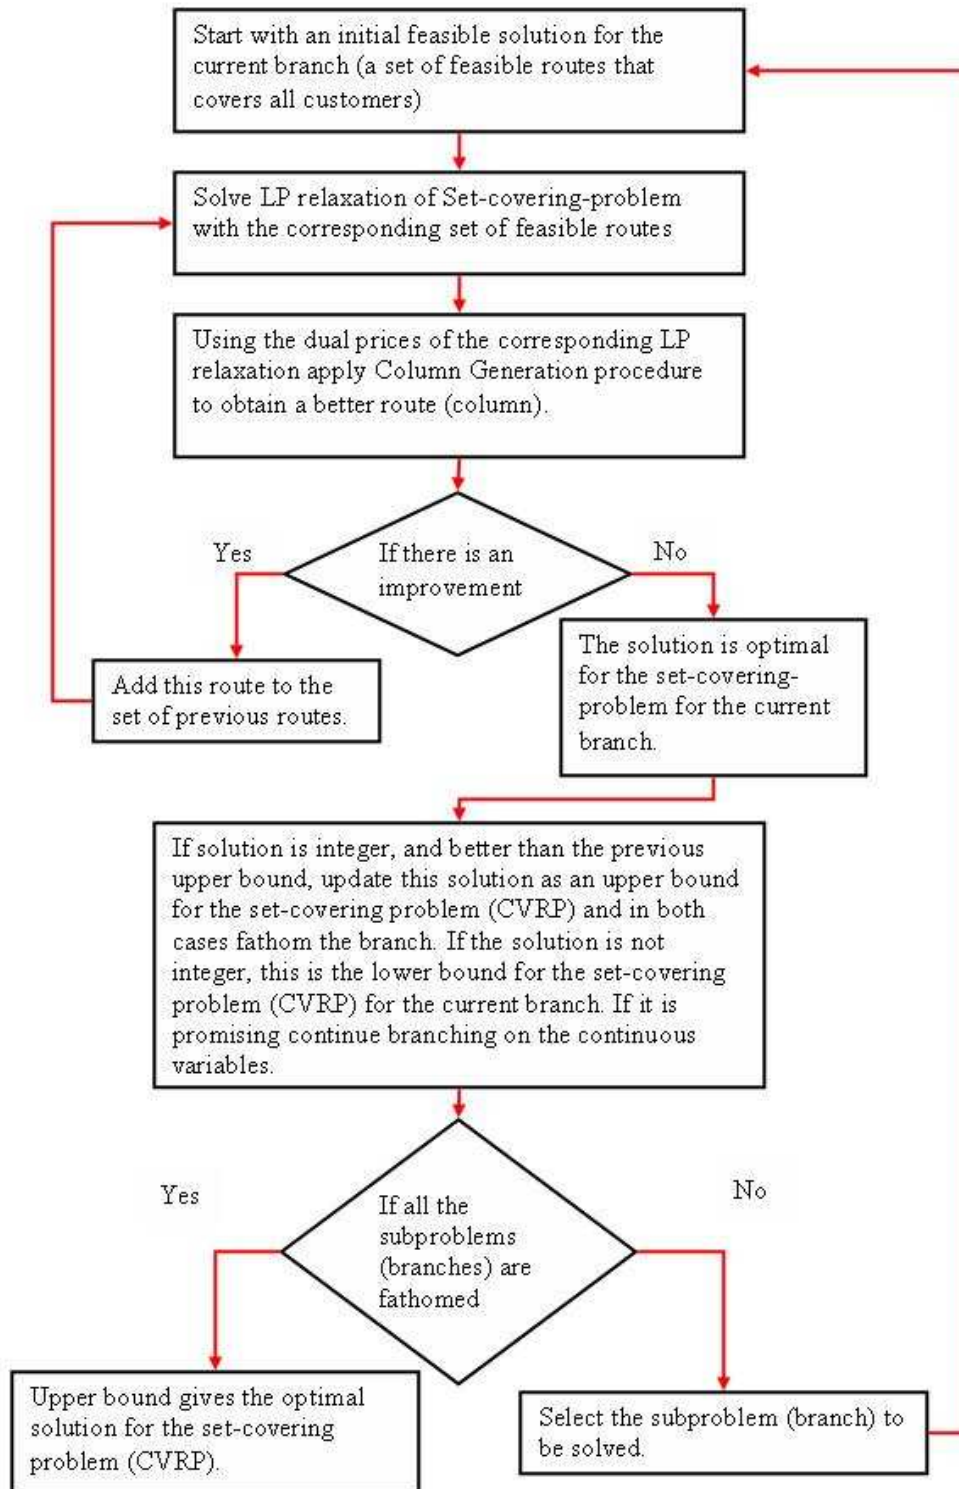 Start with an initial feasible solution for the
current branch (a set of feasible routes that
covers all customers)
Solve LP relaxation of Set-covering-problem
with the corresponding set of feasible routes
Using the dual prices of the corresponding LP
relaxation apply Column Generation procedure
to obtain a better route (column).
Yes
If there is an
improvement
No
Add this route to the
set of previous routes.
The solution is optimal
for the set-covering-
problem for the current
branch.
If solution is integer, and better than the previous
upper bound, update this solution as an upper bound
for the set-covering problem (CVRP) and in both
cases fathom the branch. If the solution is not
integer, this is the lower bound for the set-covering
problem (CVRP) for the current branch. If it is
promising continue branching on the continuous
variables.
Yes
If all the
subproblems
(branches) are
fathomed
No
Upper bound gives the optimal
solution for the set-covering
problem (CVRP).
Select the subproblem (branch) to
be solved.